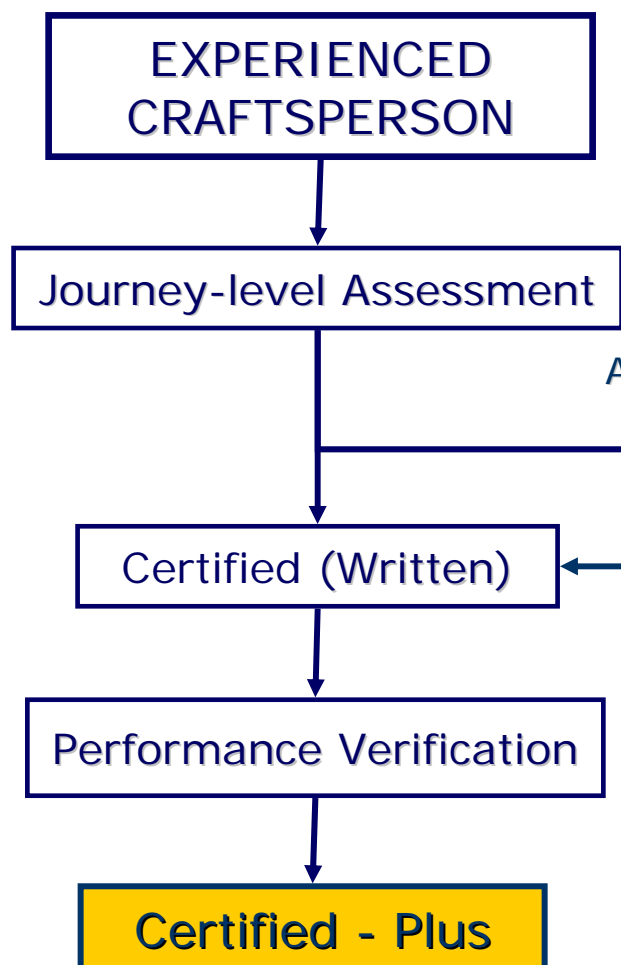 EXPERIENCED
CRAFTSPERSON
Journey-level Assessment
Certified (Written)
Performance Verification
Certified - Plus